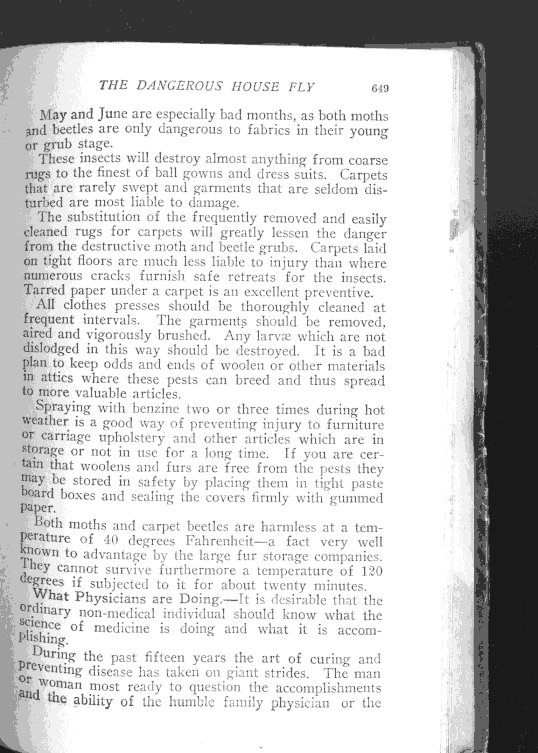 THE DANGEROUS HOUSE FLY 649
May and June are especially bad months, as both moths
and beetles are only dangerous to fabrics in their young
or grub stage.
These insects will destroy almost anything from coarse
rugs to the finest of ball gowns and dress suits. Carpets
that are rarely swept and garments that are seldom dis-
turbed are most liable to damage.
The substitution of the frequently removed and easily
cleaned rugs for carpets will greatly lessen the danger
from the destructive moth and beetle grubs. Carpets laid
on tight floors are much less liable to injury than where
numerous cracks furnish safe retreats for the insects.
Tarred paper under a carpet is an excellent preventive.
All clothes presses should be thoroughly cleaned at
frequent intervals. The garments should be removed,
aired and vigorously brushed. Any larvæ which are not
dislodged in this way should be destroyed. It is a bad
plan to keep odds and ends of woolen or other materials
in attics where these pests can breed and thus spread
to more valuable articles.
Spraying with benzine two or three times during hot
weather is a good way of preventing injury to furniture
or carriage upholstery and other articles which are in
storage or not in use for a long time. If you are cer-
tain that woolens and furs are free from the pests they
may be stored in safety by placing them in tight paste
board boxes and sealing the covers firmly with gummed
paper.
Both moths and carpet beetles are harmless at a tem-
perature of 40 degrees Fahrenheit—a fact very well
known to advantage by the large fur storage companies.
They cannot survive furthermore a temperature of 120
degrees if subjected to it for about twenty minutes.
What Physicians are Doing.—It is desirable that the
ordinary non-medical individual should know what the
science of medicine is doing and what it is accom-
plishing.
During the past fifteen years the art of curing and
preventing disease has taken on giant strides. The man
or woman most ready to question the accomplishments
and the ability of the humble family physician or the